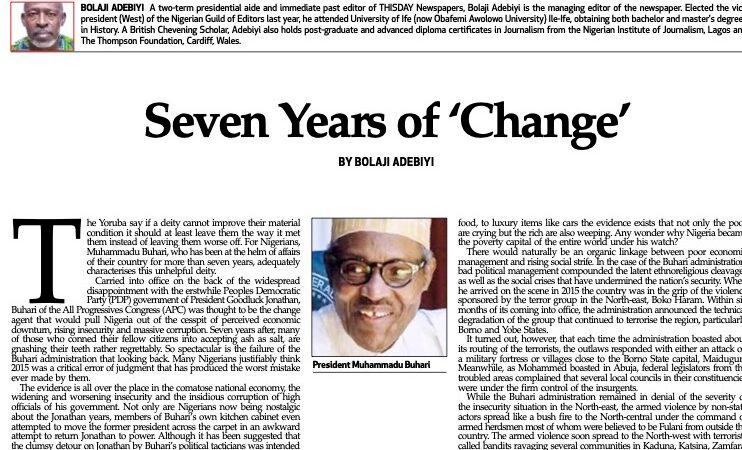 BOLAJI ADEBIYI A two-term presidential aide and immediate past editor of THISDAY Newspapers, Bolaji Adebiyi is the managing editor of the newspaper. Elected the vic
president (West) of the Nigerian Guild of Editors last year, he attended University of Ife (now Obafemi Awolowo University) Ile-Ife, obtaining both bachelor and master's degree
in History. A British Chevening Scholar, Adebiyi also holds post-graduate and advanced diploma certificates in Journalism from the Nigerian Institute of Journalism, Lagos an
The Thompson Foundation, Cardiff, Wales.
Seven Years of ‘Change’
BY BOLAJI ADEBIYI
The Yoruba say if a deity cannot improve their material
condition it should at least leave them the way it met
them instead of leaving them worse off. For Nigerians,
Muhammadu Buhari, who has been at the helm of affairs
of their country for more than seven years, adequately
characterises this unhelpful deity.
Carried into office on the back of the widespread
disappointment with the erstwhile Peoples Democratic
Party (PDP) government of President Goodluck Jonathan,
Buhari of the All Progressives Congress (APC) was thought to be the change
agent that would pull Nigeria out of the cesspit of perceived economic
downturn, rising insecurity and massive corruption. Seven years after, many
of those who conned their fellow citizens into accepting ash as salt, are
gnashing their teeth rather regrettably. So spectacular is the failure of the
Buhari administration that looking back. Many Nigerians justifiably think
2015 was a critical error of judgment that has produced the worst mistake
ever made by them.
The evidence is all over the place in the comatose national economy, the
widening and worsening insecurity and the insidious corruption of high
officials of his government. Not only are Nigerians now being nostalgic
about the Jonathan years, members of Buhari's own kitchen cabinet even
attempted to move the former president across the carpet in an awkward
attempt to return Jonathan to power. Although it has been suggested that
the clumsy detour on Jonathan by Buhari's political tacticians was intended
President Muhammadu Buhari
food, to luxury items like cars the evidence exists that not only the poo
are crying but the rich are also weeping. Any wonder why Nigeria becam
the poverty capital of the entire world under his watch?
There would naturally be an organic linkage between poor economi
management and rising social strife. In the case of the Buhari administration
bad political management compounded the latent ethnoreligious cleavage
as well as the social crises that have undermined the nation's security. Whe
he arrived on the scene in 2015 the country was in the grip of the violenc
sponsored by the terror group in the North-east, Boko Haram. Within si
months of its coming into office, the administration announced the technica
degradation of the group that continued to terrorise the region, particularl
Borno and Yobe States.
It turned out, however, that each time the administration boasted abou
its routing of the terrorists, the outlaws responded with either an attack o
a military fortress or villages close to the Borno State capital, Maidugur
Meanwhile, as Mohammed boasted in Abuja, federal legislators from th
troubled areas complained that several local councils in their constituencie
were under the firm control of the insurgents.
While the Buhari administration remained in denial of the severity o
the insecurity situation in the North-east, the armed violence by non-stat
actors spread like a bush fire to the North-central under the command o
armed herdsmen most of whom were believed to be Fulani from outside th
country. The armed violence soon spread to the North-west with terrorist
called bandits ravaging several communities in Kaduna, Katsina, Zamfara